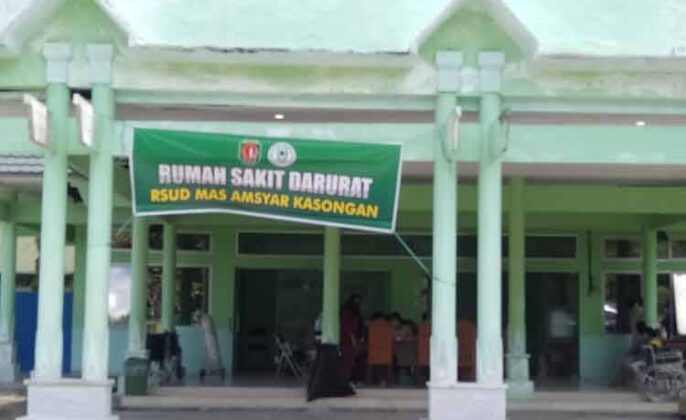 RUMAH SAKIT DARURAT
RSUD MAS AMSYAR KASONGAN